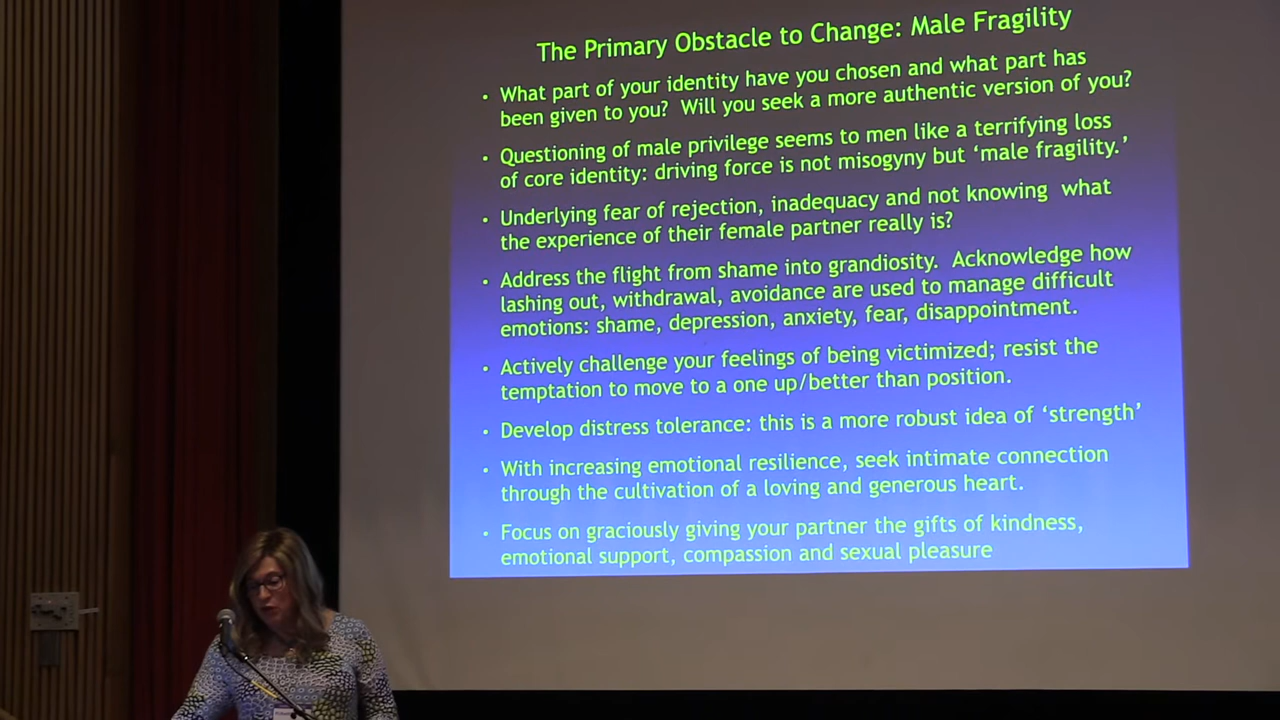 The Primary Obstacle to Change: Male Fragility
• What part of your identity have you chosen and what part has
been given to you? Will you seek a more authentic version of you?
• Questioning of male privilege seems to men like a terrifying loss
of core identity: driving force is not misogyny but ‘male fragility.’
• Underlying fear of rejection, inadequacy and not knowing what
the experience of their female partner really is?
• Address the flight from shame into grandiosity. Acknowledge how
lashing out, withdrawal, avoidance are used to manage difficult
emotions: shame, depression, anxiety, fear, disappointment.
• Actively challenge your feelings of being victimized; resist the
temptation to move to a one up/better than position.
• Develop distress tolerance: this is a more robust idea of ‘strength’
• With increasing emotional resilience, seek intimate connection
through the cultivation of a loving and generous heart.
• Focus on graciously giving your partner the gifts of kindness,
emotional support, compassion and sexual pleasure